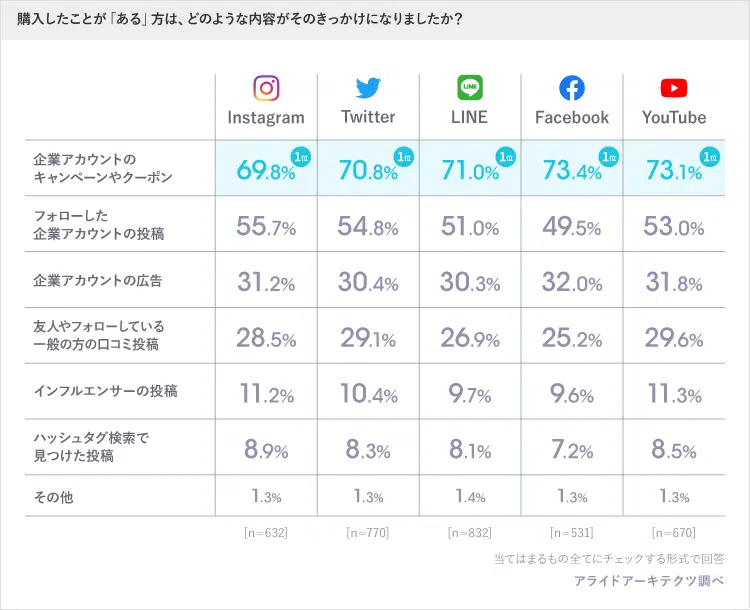 購入したことが「ある」方は、どのような内容がそのきっかけになりましたか？
Instagram Twitter LINE Facebook YouTube
企業アカウントの
キャンペーンやクーポン
69.8% 1位 70.8% 1位 71.0% 1位 73.4% 1位 73.1% 1位
フォローした
企業アカウントの投稿
55.7% 54.8% 51.0% 49.5% 53.0%
企業アカウントの広告 31.2% 30.4% 30.3% 32.0% 31.8%
友人やフォローしている
一般の方の口コミ投稿
28.5% 29.1% 26.9% 25.2% 29.6%
インフルエンサーの投稿 11.2% 10.4% 9.7% 9.6% 11.3%
ハッシュタグ検索で
見つけた投稿
8.9% 8.3% 8.1% 7.2% 8.5%
その他 1.3% 1.3% 1.4% 1.3% 1.3%
[n=632] [n=770] [n=832] [n=531] [n=670]
当てはまるもの全てにチェックする形式で回答
アライドアーキテクツ調べ